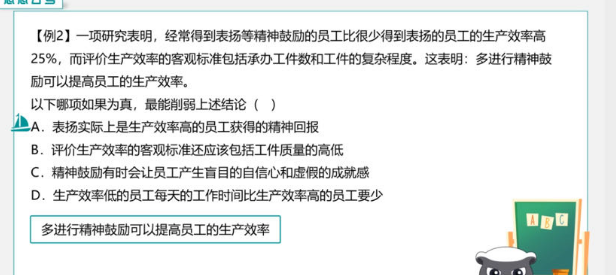 【例2】一项研究表明，经常得到表扬等精神鼓励的员工比很少得到表扬的员工的生产效率高
25%，而评价生产效率的客观标准包括承办工件数和工件的复杂程度。这表明：多进行精神鼓
励可以提高员工的生产效率。
以下哪项如果为真，最能削弱上述结论（ ）
A．表扬实际上是生产效率高的员工获得的精神回报
B．评价生产效率的客观标准还应该包括工件质量的高低
C．精神鼓励有时会让员工产生盲目的自信心和虚假的成就感
D．生产效率低的员工每天的工作时间比生产效率高的员工要少
多进行精神鼓励可以提高员工的生产效率
A B C